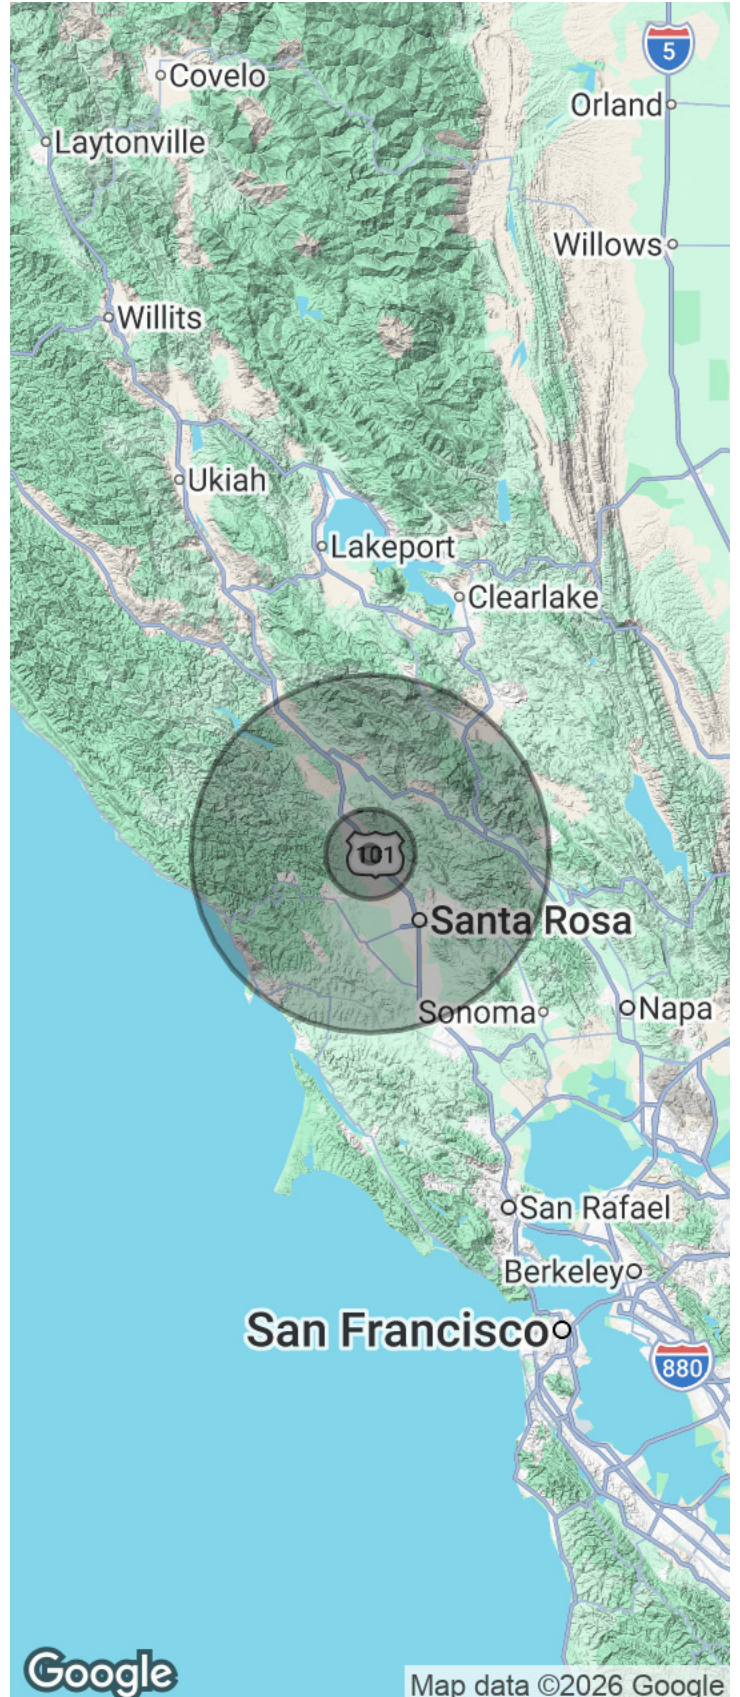 5
Covelo
Orland
Laytonville
Willows
Willits
Ukiah
Lakeport
Clearlake
101
Santa Rosa
Sonoma
Napa
San Rafael
Berkeley
San Francisco
880
Google
Map data ©2026 Google